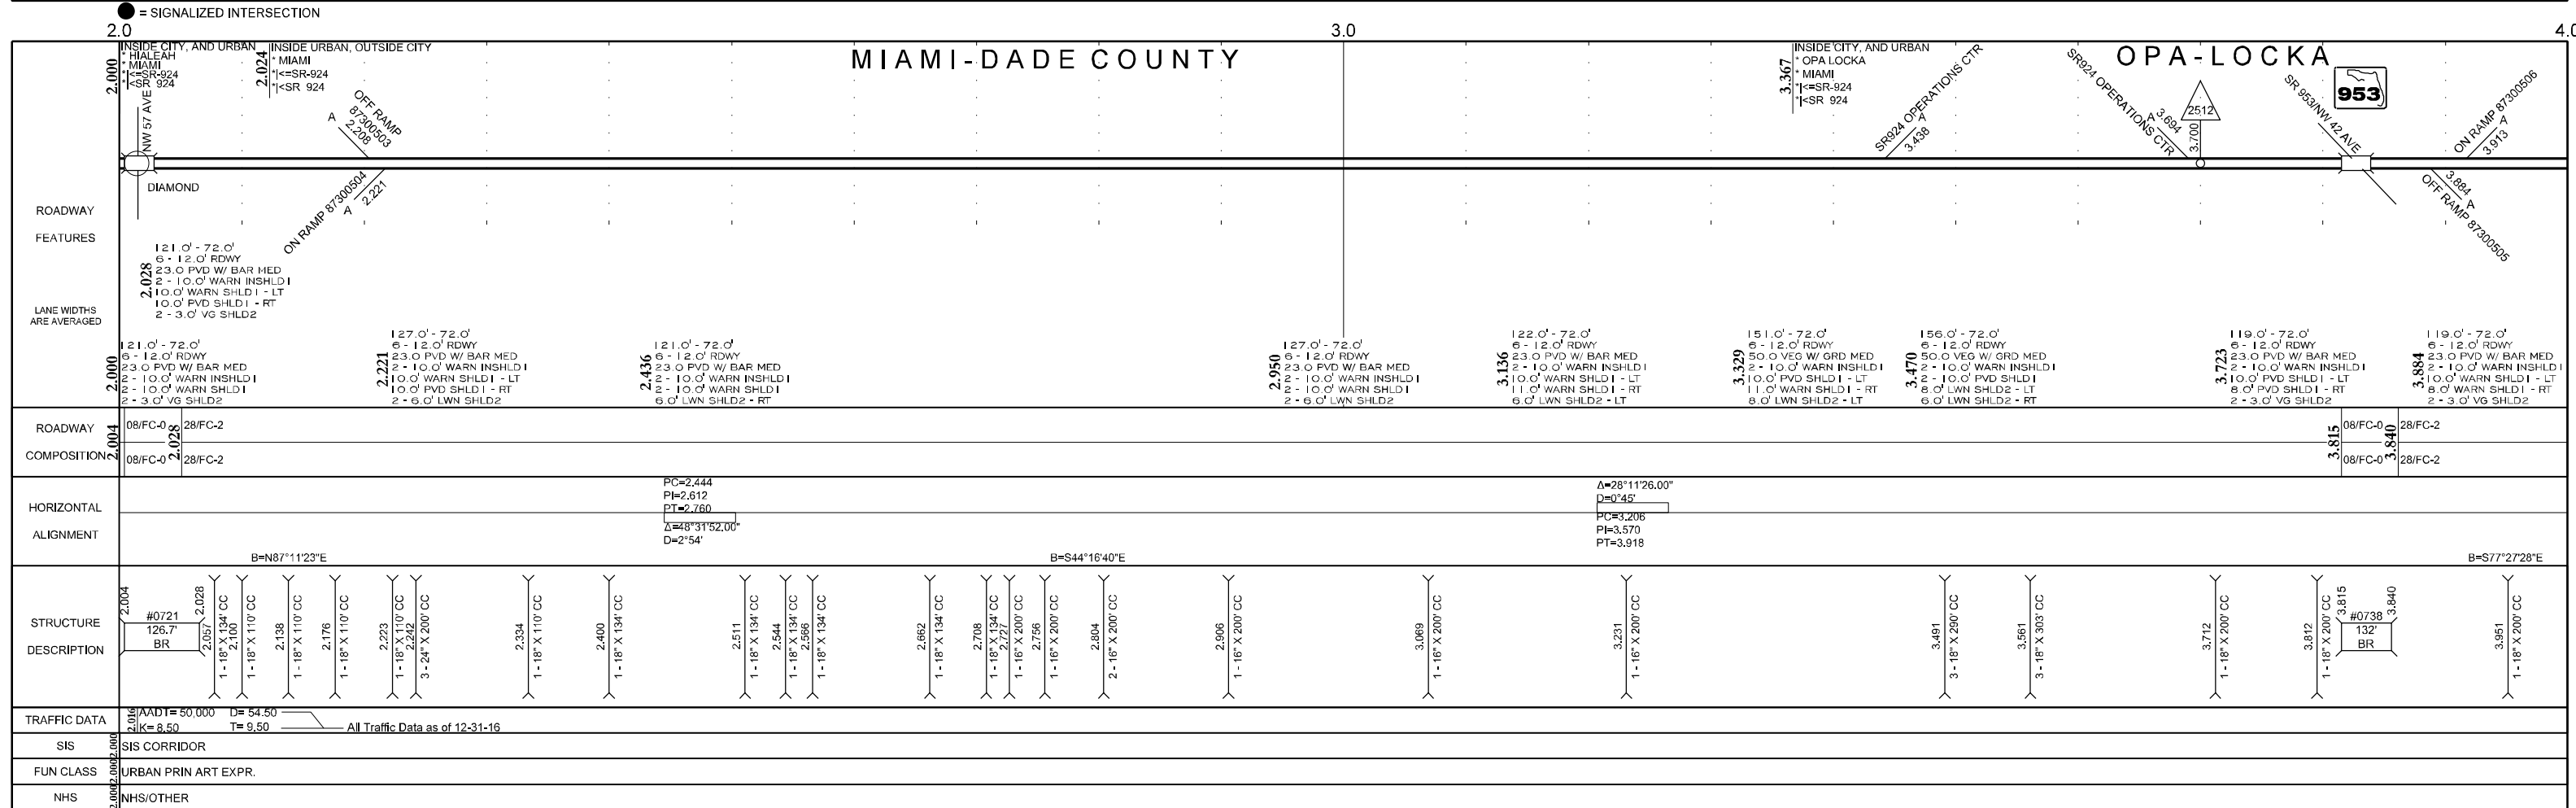 = SIGNALIZED INTERSECTION
2.0
3.0
4.0
2.000
INSIDE CITY, AND URBAN
* HIALEAH
* MIAMI
*|<=SR-924
*|<SR 924
2.024
INSIDE URBAN, OUTSIDE CITY
* MIAMI
*|<=SR-924
*|<SR 924
MIAMI-DADE COUNTY
3.367
INSIDE CITY, AND URBAN
* OPA LOCKA
* MIAMI
*|<=SR-924
*|<SR 924
OPA-LOCKA
953
NW 57 AVE
DIAMOND
OFF RAMP
87300503
A
2.208
ON RAMP 87300504
A
2.221
SR924 OPERATIONS CTR
A
3.438
SR924 OPERATIONS CTR
A
3.694
2512
3.700
SR 953/NW 42 AVE
ON RAMP 87300506
A
3.913
3.884
A
OFF RAMP 87300505
ROADWAY
FEATURES
LANE WIDTHS
ARE AVERAGED
2.028
121.0' - 72.0'
6 - 12.0' RDWY
23.0 PVD W/ BAR MED
2 - 10.0' WARN INSHLD1
10.0' WARN SHLD1 - LT
10.0' PVD SHLD1 - RT
2 - 3.0' VG SHLD2
2.000
121.0' - 72.0'
6 - 12.0' RDWY
23.0 PVD W/ BAR MED
2 - 10.0' WARN INSHLD1
2 - 10.0' WARN SHLD1
2 - 3.0' VG SHLD2
2.221
127.0' - 72.0'
6 - 12.0' RDWY
23.0 PVD W/ BAR MED
2 - 10.0' WARN INSHLD1
10.0' WARN SHLD1 - LT
10.0' PVD SHLD1 - RT
2 - 6.0' LWN SHLD2
2.436
121.0' - 72.0'
6 - 12.0' RDWY
23.0 PVD W/ BAR MED
2 - 10.0' WARN INSHLD1
2 - 10.0' WARN SHLD1
6.0' LWN SHLD2 - RT
2.950
127.0' - 72.0'
6 - 12.0' RDWY
23.0 PVD W/ BAR MED
2 - 10.0' WARN INSHLD1
2 - 10.0' WARN SHLD1
2 - 6.0' LWN SHLD2
3.136
122.0' - 72.0'
6 - 12.0' RDWY
23.0 PVD W/ BAR MED
2 - 10.0' WARN INSHLD1
10.0' WARN SHLD1 - LT
11.0' WARN SHLD1 - RT
6.0' LWN SHLD2 - LT
3.329
151.0' - 72.0'
6 - 12.0' RDWY
50.0 VEG W/ GRD MED
2 - 10.0' WARN INSHLD1
10.0' PVD SHLD1 - LT
11.0' WARN SHLD1 - RT
8.0' LWN SHLD2 - LT
3.470
156.0' - 72.0'
6 - 12.0' RDWY
50.0 VEG W/ GRD MED
2 - 10.0' WARN INSHLD1
2 - 10.0' PVD SHLD1
8.0' LWN SHLD2 - LT
6.0' LWN SHLD2 - RT
3.723
119.0' - 72.0'
6 - 12.0' RDWY
23.0 PVD W/ BAR MED
2 - 10.0' WARN INSHLD1
10.0' PVD SHLD1 - LT
8.0' PVD SHLD1 - RT
2 - 3.0' VG SHLD2
3.884
119.0' - 72.0'
6 - 12.0' RDWY
23.0 PVD W/ BAR MED
2 - 10.0' WARN INSHLD1
10.0' WARN SHLD1 - LT
8.0' WARN SHLD1 - RT
2 - 3.0' VG SHLD2
ROADWAY
COMPOSITION
2.004
08/FC-0
08/FC-0
2.028
28/FC-2
28/FC-2
3.815
08/FC-0
08/FC-0
3.840
28/FC-2
28/FC-2
HORIZONTAL
ALIGNMENT
PC=2.444
PI=2.612
PT=2.760
Δ=48°31'52.00"
D=2°54'
Δ=28°11'26.00"
D=0°45'
PC=3.206
PI=3.570
PT=3.918
B=N87°11'23"E
B=S44°16'40"E
B=S77°27'28"E
STRUCTURE
DESCRIPTION
2.004
#0721
126.7'
BR
2.028
2.057
1 - 18" X 134' CC
2.100
1 - 18" X 110' CC
2.138
1 - 18" X 110' CC
2.176
1 - 18" X 110' CC
2.223
1 - 18" X 110' CC
2.242
3 - 24" X 200' CC
2.334
1 - 18" X 110' CC
2.400
1 - 18" X 134' CC
2.511
1 - 18" X 134' CC
2.544
1 - 18" X 134' CC
2.566
1 - 18" X 134' CC
2.662
1 - 18" X 134' CC
2.708
1 - 18" X 134' CC
2.727
1 - 16" X 200' CC
2.756
1 - 16" X 200' CC
2.804
2 - 16" X 200' CC
2.906
1 - 16" X 200' CC
3.069
1 - 16" X 200' CC
3.231
1 - 16" X 200' CC
3.491
3 - 18" X 290' CC
3.561
3 - 18" X 303' CC
3.712
1 - 18" X 200' CC
3.812
1 - 18" X 200' CC
3.815
#0738
132'
BR
3.840
3.951
1 - 18" X 200' CC
TRAFFIC DATA
2.016
AADT= 50,000 D= 54.50
K= 8.50 T= 9.50
All Traffic Data as of 12-31-16
SIS
2.000
SIS CORRIDOR
FUN CLASS
2.000
URBAN PRIN ART EXPR.
NHS
2.000
NHS/OTHER